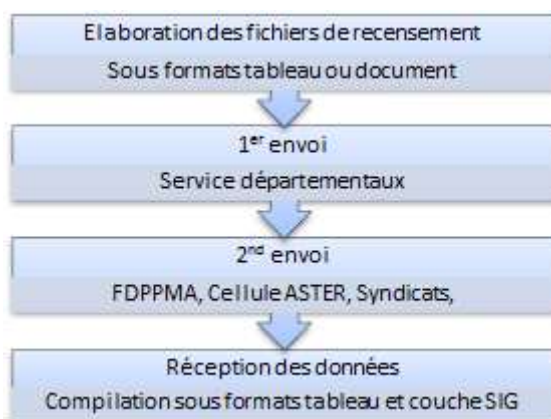 Elaboration des fichiers de recensement
Sous formats tableau ou document
1er envoi
Service départementaux
2nd envoi
FDPPMA, Cellule ASTER, Syndicats,
Réception des données
Compilation sous formats tableau et couche SIG